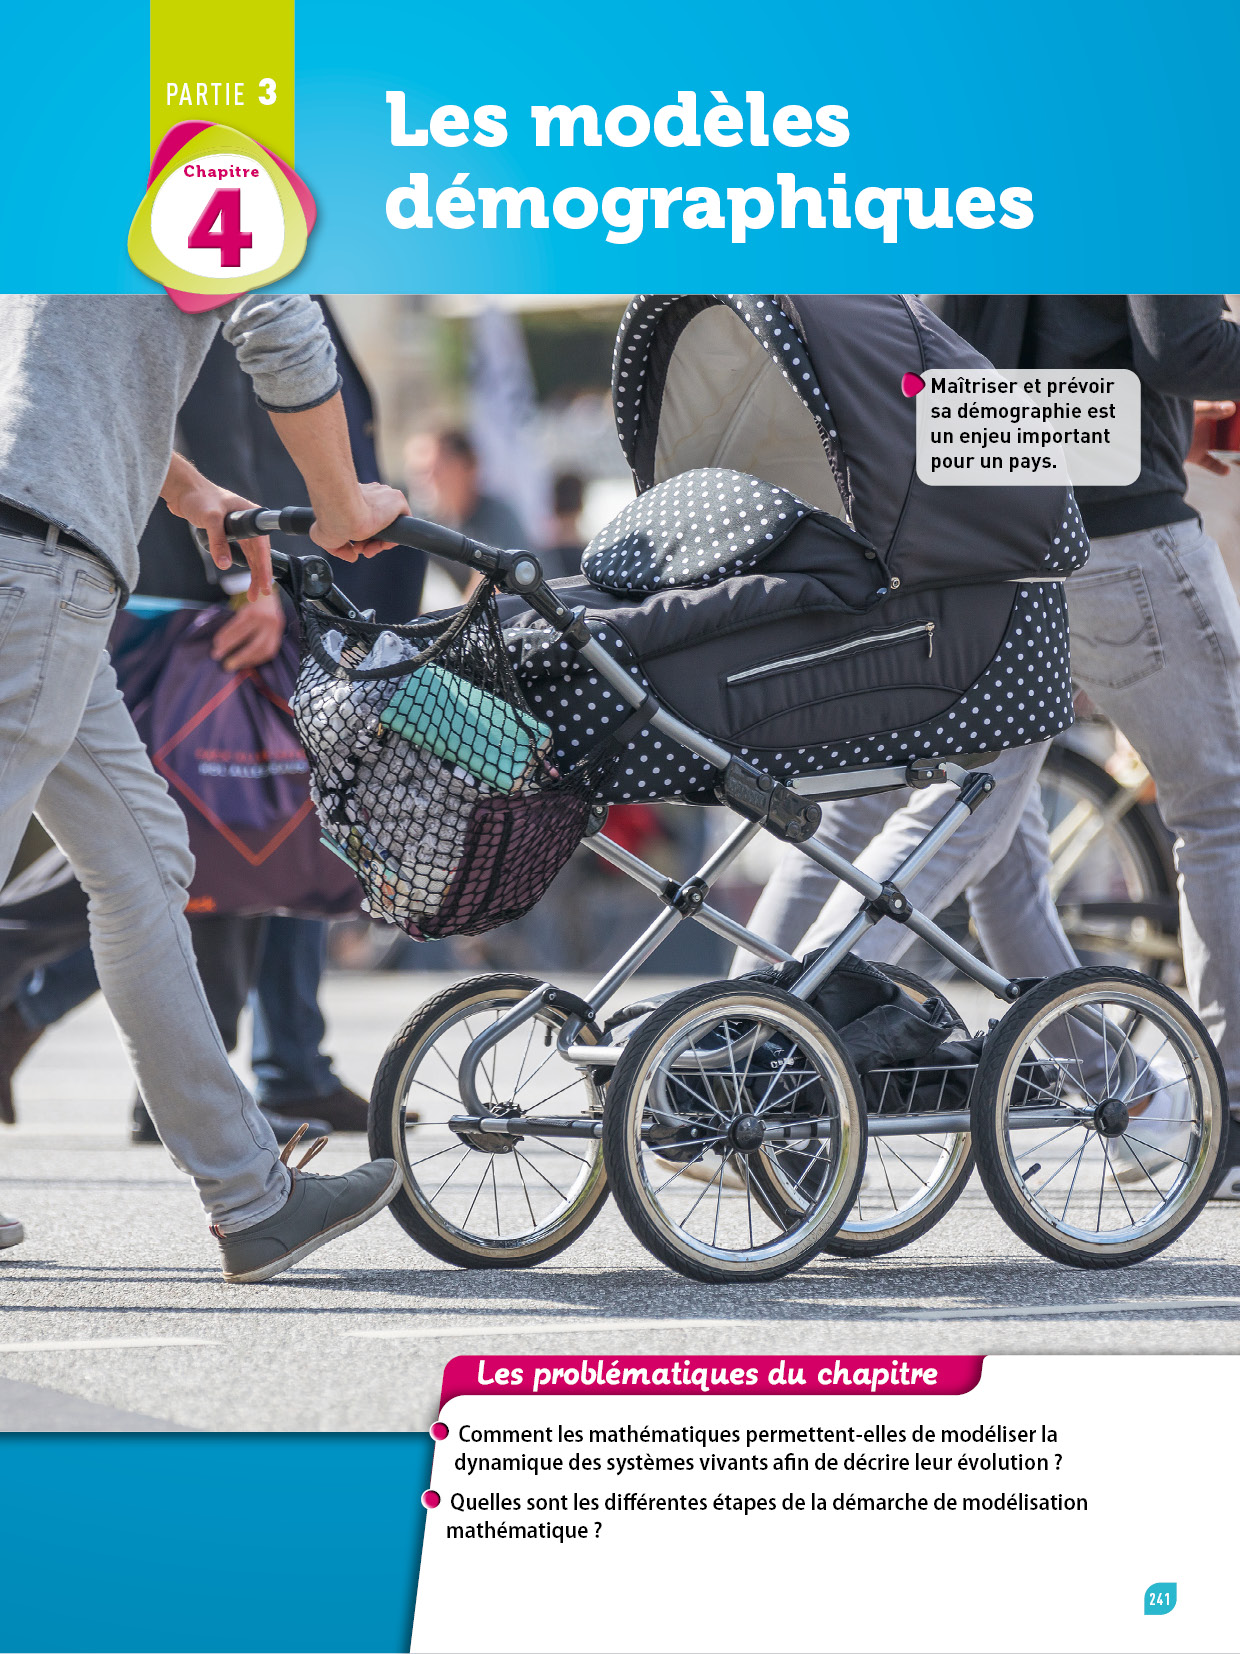 PARTIE 3
Chapitre
4
Les modèles
démographiques
Maîtriser et prévoir
sa démographie est
un enjeu important
pour un pays.
Les problématiques du chapitre
Comment les mathématiques permettent-elles de modéliser la
dynamique des systèmes vivants afin de décrire leur évolution ?
Quelles sont les différentes étapes de la démarche de modélisation
mathématique ?
241